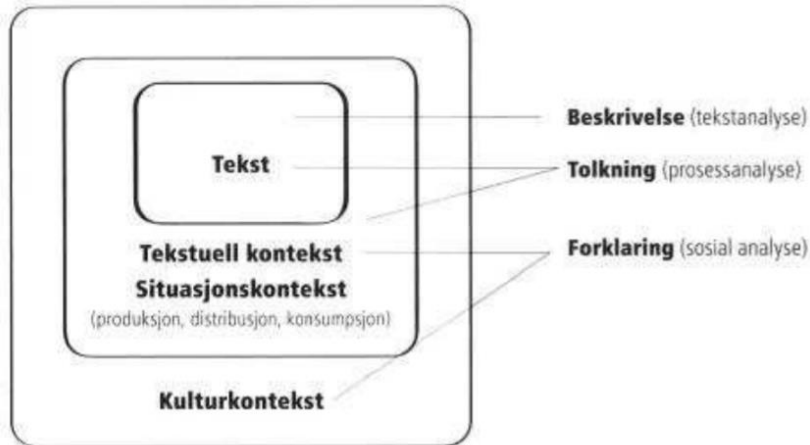 Beskrivelse (tekstanalyse)
Tekst
Tolkning (prosessanalyse)
Tekstuell kontekst
Forklaring (sosial analyse)
Situasjonskontekst
(produksjon, distribusjon, konsumpsjon)
Kulturkontekst